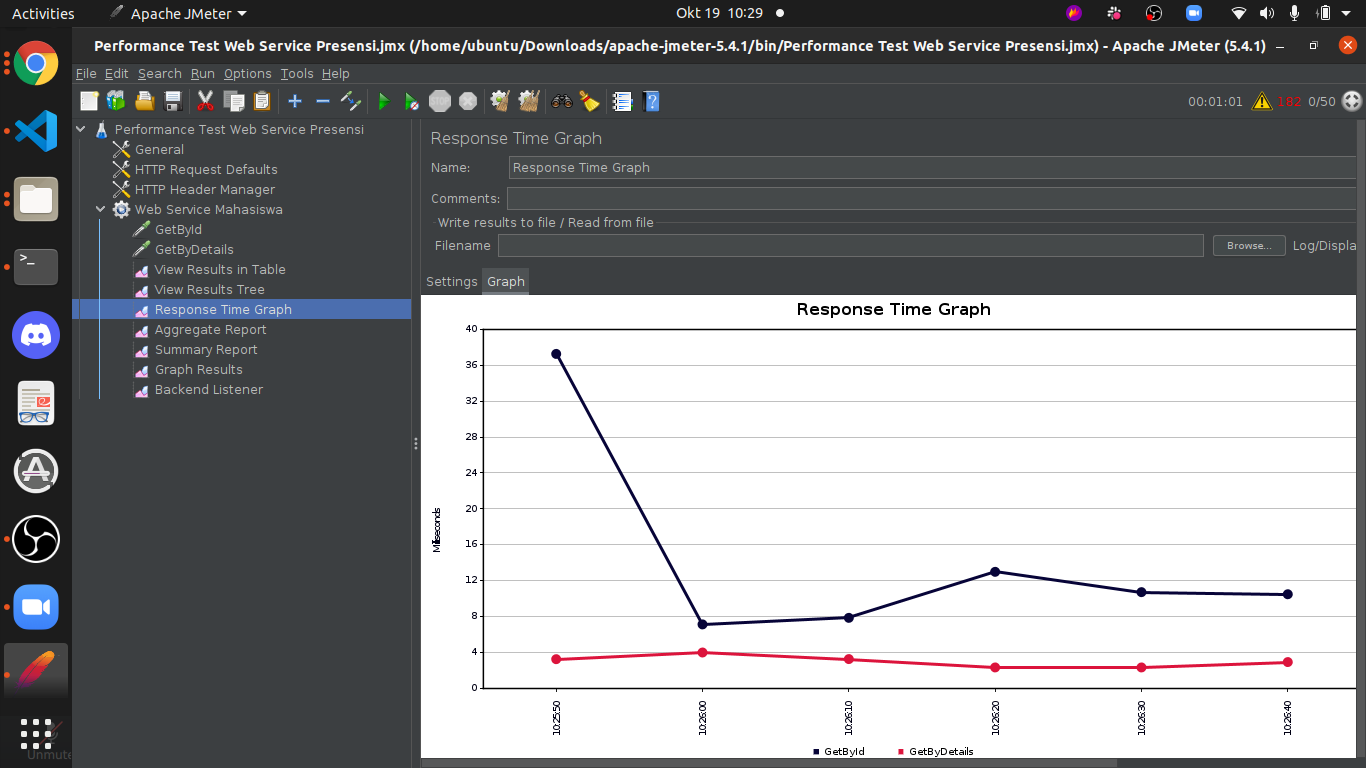 Activities
Apache JMeter
Okt 19 10:29
Performance Test Web Service Presensi.jmx (/home/ubuntu/Downloads/apache-jmeter-5.4.1/bin/Performance Test Web Service Presensi.jmx) - Apache JMeter (5.4.1)
File Edit Search Run Options Tools Help
00:01:01 182 0/50
Performance Test Web Service Presensi
General
HTTP Request Defaults
HTTP Header Manager
Web Service Mahasiswa
GetById
GetByDetails
View Results in Table
View Results Tree
Response Time Graph
Aggregate Report
Summary Report
Graph Results
Backend Listener
Response Time Graph
Name: Response Time Graph
Comments:
Write results to file / Read from file
Filename Browse... Log/Displa
Settings Graph
Response Time Graph
40
36
32
28
24
20
16
12
8
4
0
Milliseconds
10:25:50 10:26:00 10:26:10 10:26:20 10:26:30 10:26:40
GetById GetByDetails
Unmute